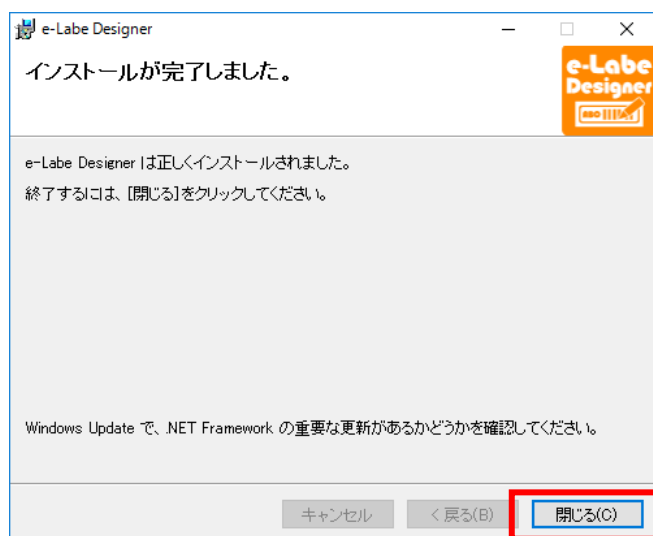 e-Labe Designer
インストールが完了しました。
e-Labe
Designer
ABC
e-Labe Designer は正しくインストールされました。
終了するには、[閉じる]をクリックしてください。
Windows Update で、.NET Framework の重要な更新があるかどうかを確認してください。
キャンセル
< 戻る(B)
閉じる(C)